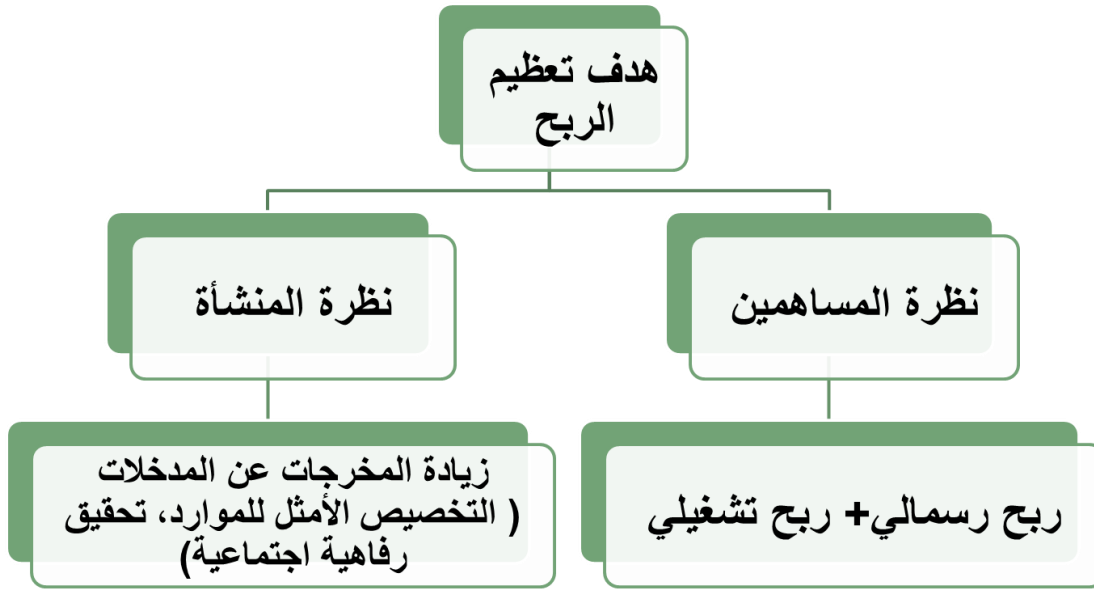 هدف تعظيم
الربح
نظرة المساهمين
نظرة المنشأة
ربح رسمالي+ ربح تشغيلي
زيادة المخرجات عن المدخلات
( التخصيص الأمثل للموارد، تحقيق
رفاهية اجتماعية)